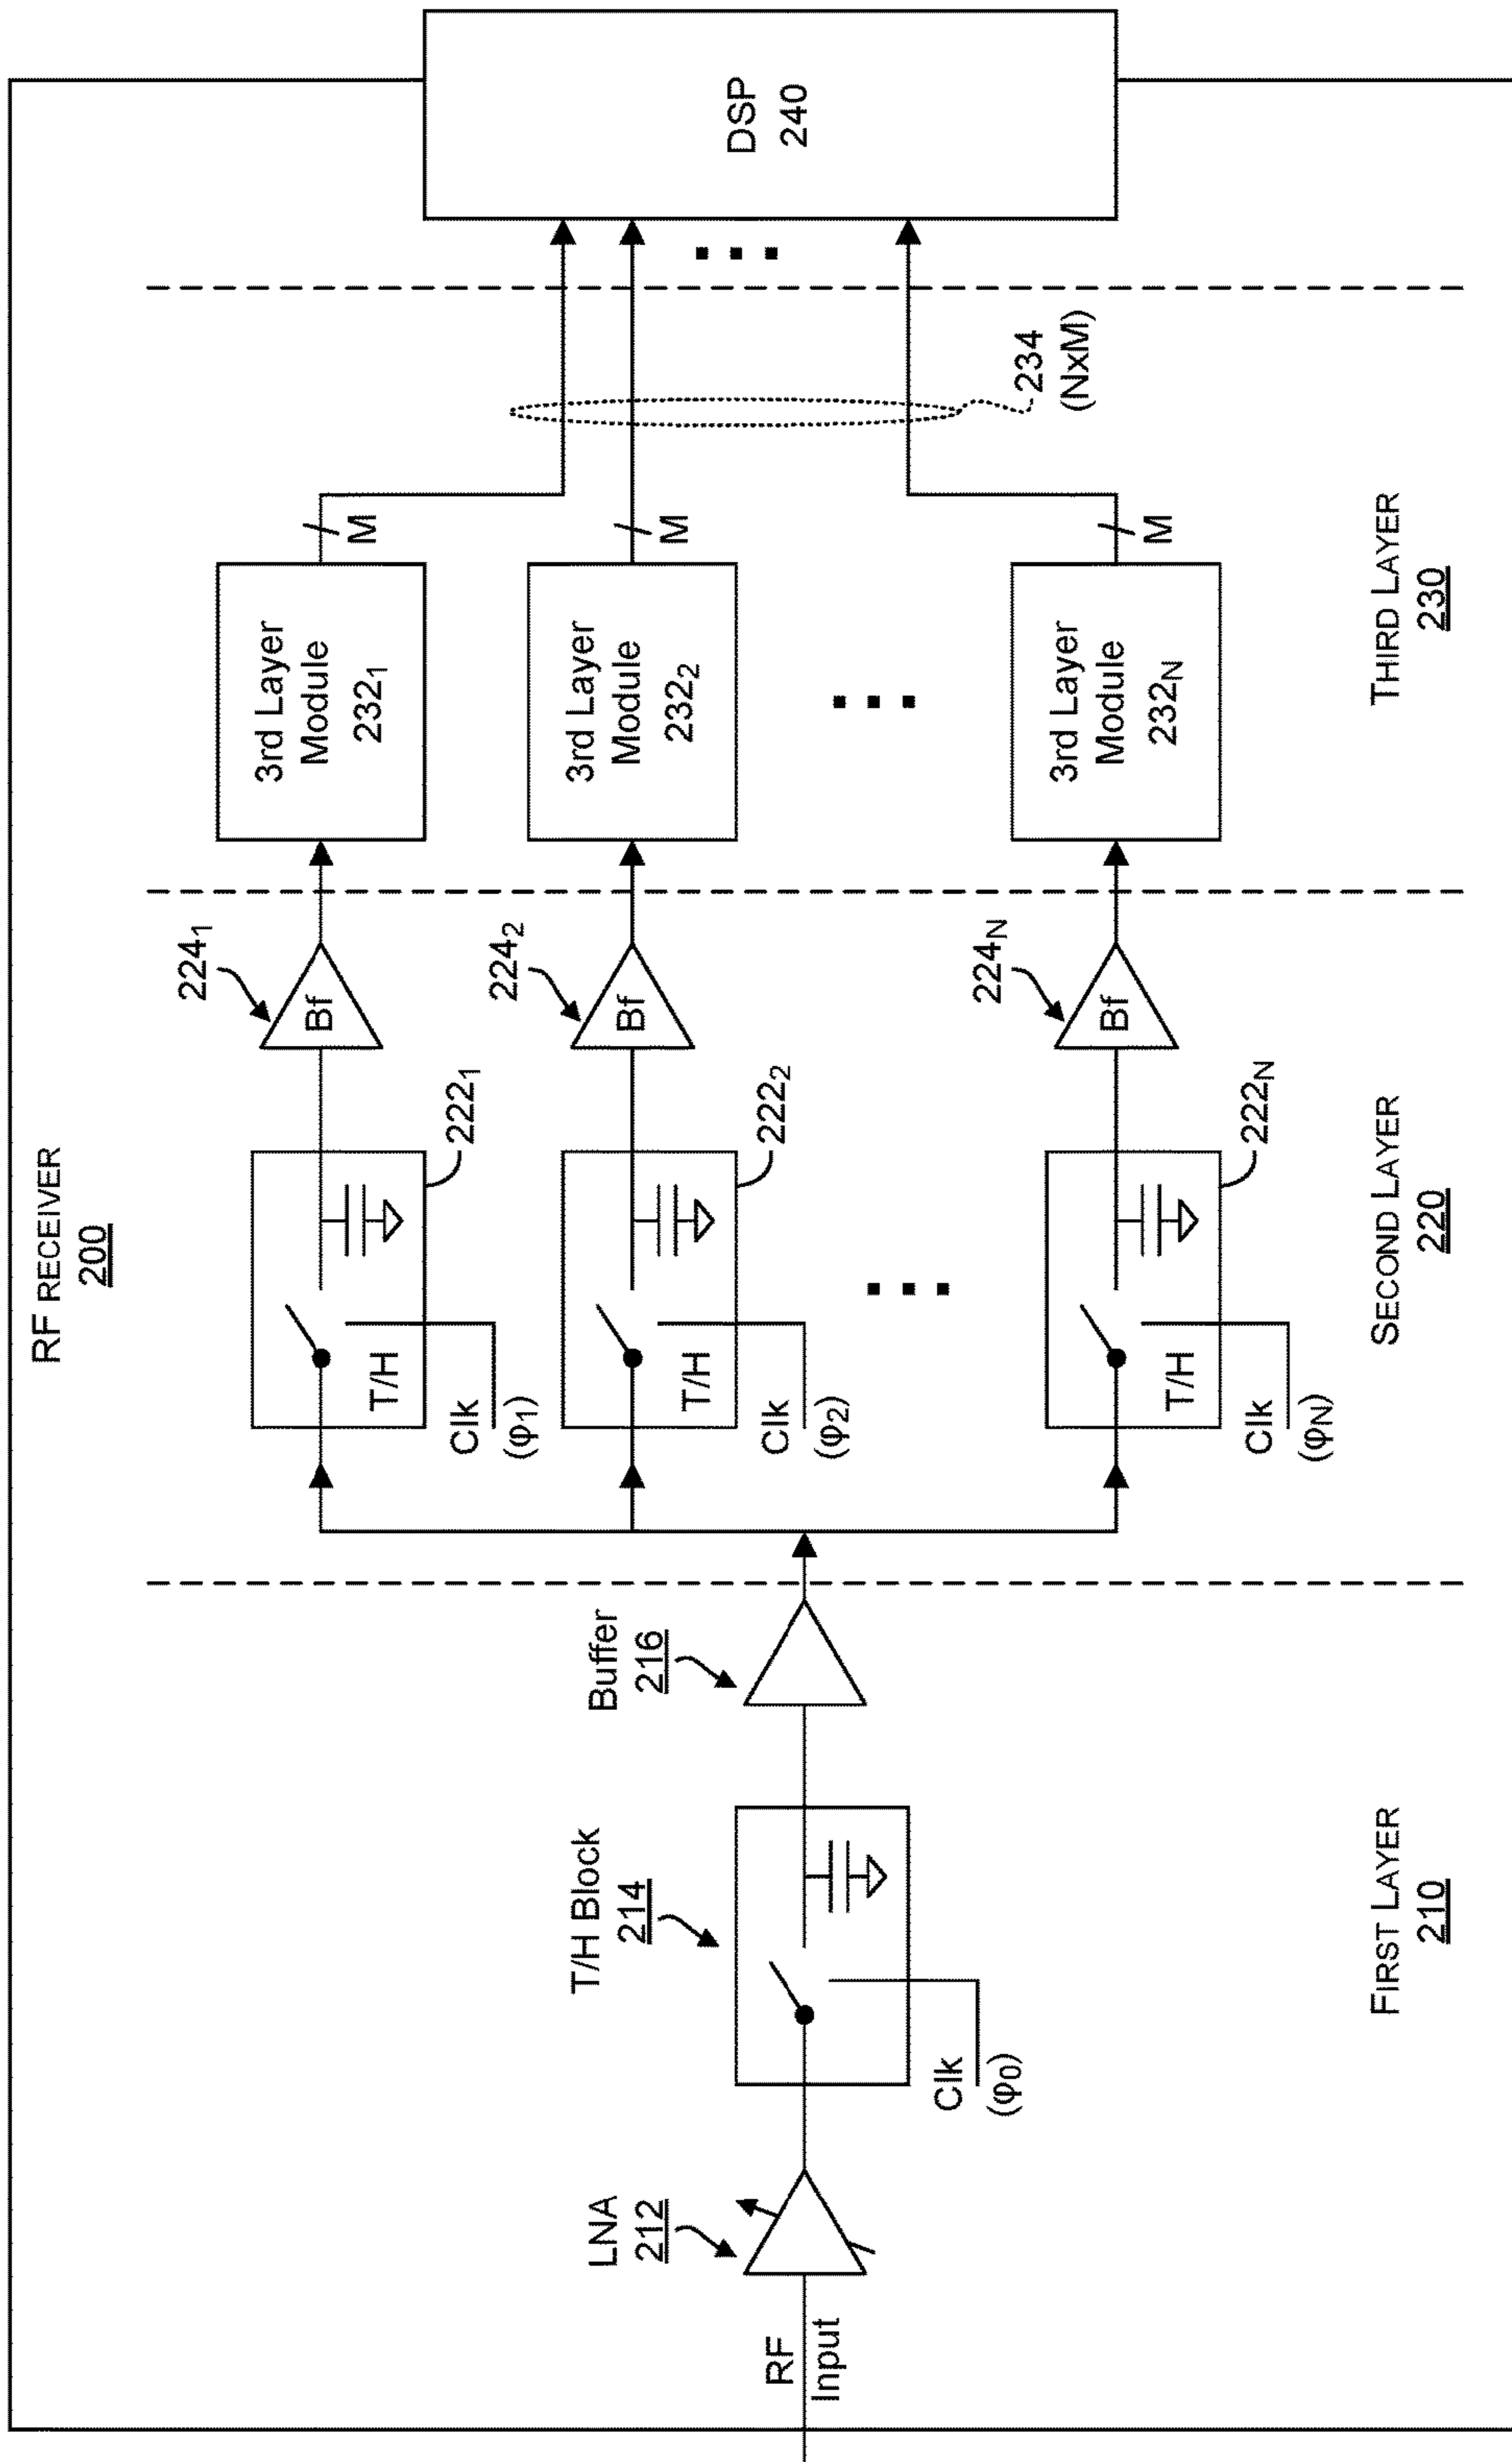 RF RECEIVER
200
RF
Input
LNA
212
T/H Block
214
Clk
(φ0)
Buffer
216
FIRST LAYER
210
T/H
Clk
(φ1)
222₁
Bf
224₁
T/H
Clk
(φ2)
222₂
Bf
224₂
T/H
Clk
(φN)
222N
Bf
224N
SECOND LAYER
220
3rd Layer
Module
232₁
M
3rd Layer
Module
232₂
M
3rd Layer
Module
232N
M
234
(NxM)
THIRD LAYER
230
DSP
240